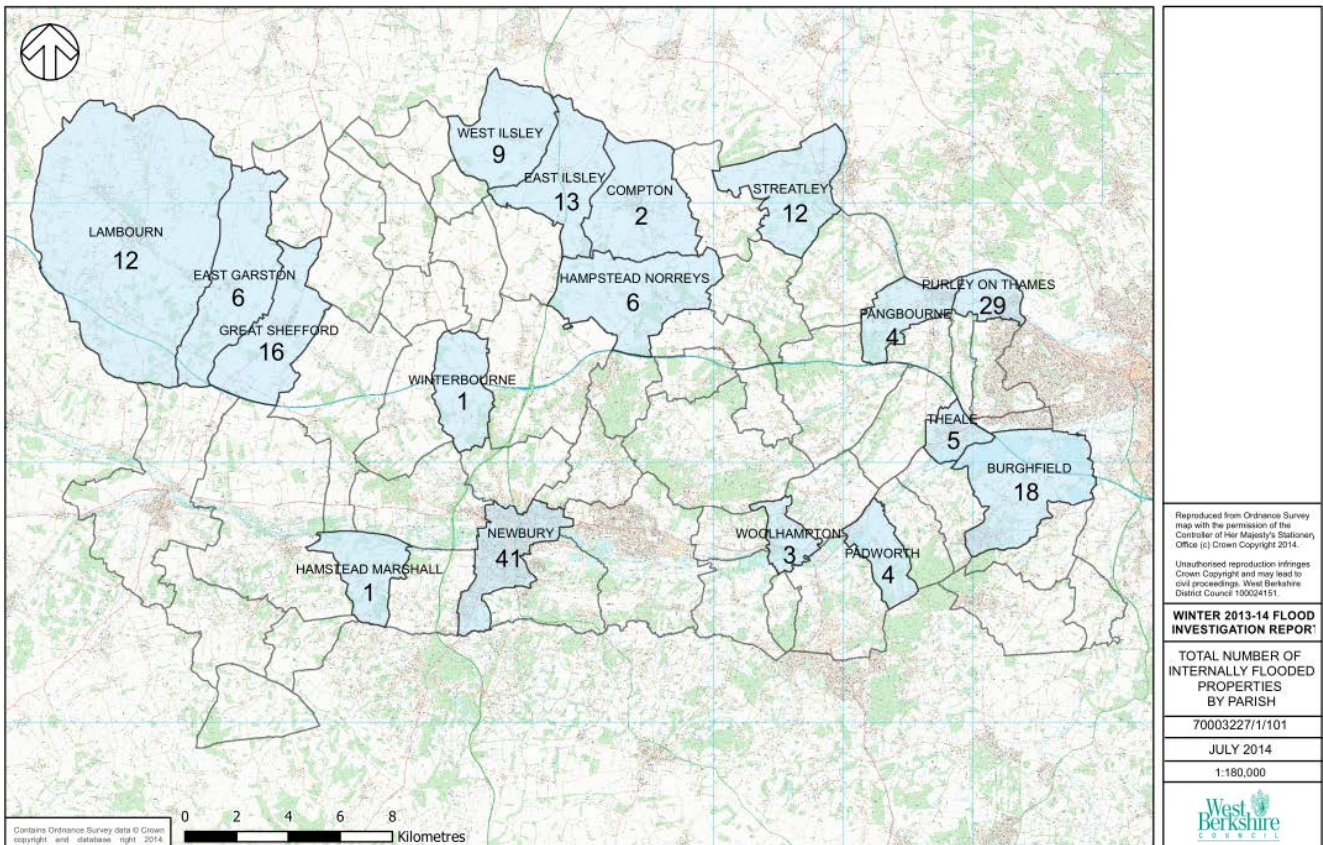 WEST ILSLEY
9
EAST ILSLEY
13
COMPTON
2
STREATLEY
12
LAMBOURN
12
EAST GARSTON
6
GREAT SHEFFORD
16
HAMPSTEAD NORREYS
6
PURLEY ON THAMES
29
PANGBOURNE
4
WINTERBOURNE
1
THEALE
5
BURGHFIELD
18
NEWBURY
41
WOOLHAMPTON
3
PADWORTH
4
HAMSTEAD MARSHALL
1
0 2 4 6 8
Kilometres
Contains Ordnance Survey data © Crown
copyright and database right 2014
Reproduced from Ordnance Survey
map with the permission of the
Controller of Her Majesty's Stationery
Office (c) Crown Copyright 2014.
Unauthorised reproduction infringes
Crown Copyright and may lead to
civil proceedings. West Berkshire
District Council 100024151.
WINTER 2013-14 FLOOD
INVESTIGATION REPORT
TOTAL NUMBER OF
INTERNALLY FLOODED
PROPERTIES
BY PARISH
70003227/1/101
JULY 2014
1:180,000
West
Berkshire
COUNCIL